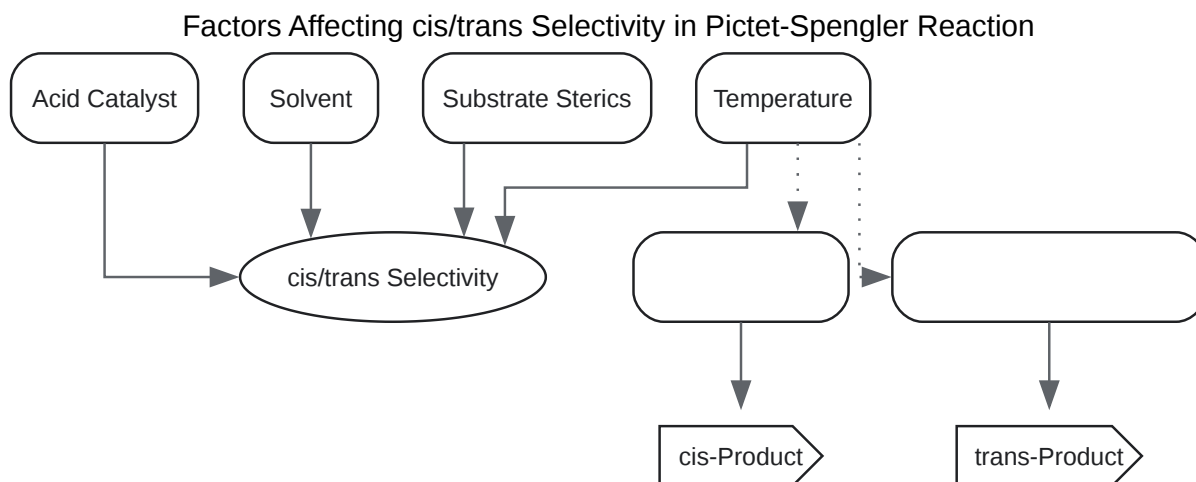 Factors Affecting cis/trans Selectivity in Pictet-Spengler Reaction
Acid Catalyst
Solvent
Substrate Sterics
Temperature
cis/trans Selectivity
cis-Product
trans-Product